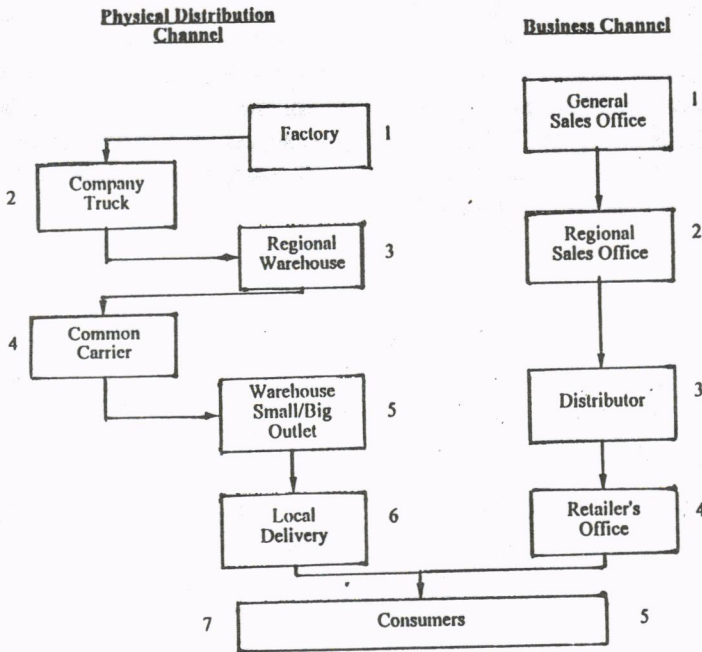 Physical Distribution
Channel
Business Channel
Factory
1
General
Sales Office
1
2
Company
Truck
Regional
Warehouse
3
Regional
Sales Office
2
4
Common
Carrier
Warehouse
Small/Big
Outlet
5
Distributor
3
Local
Delivery
6
Retailer's
Office
4
7
Consumers
5